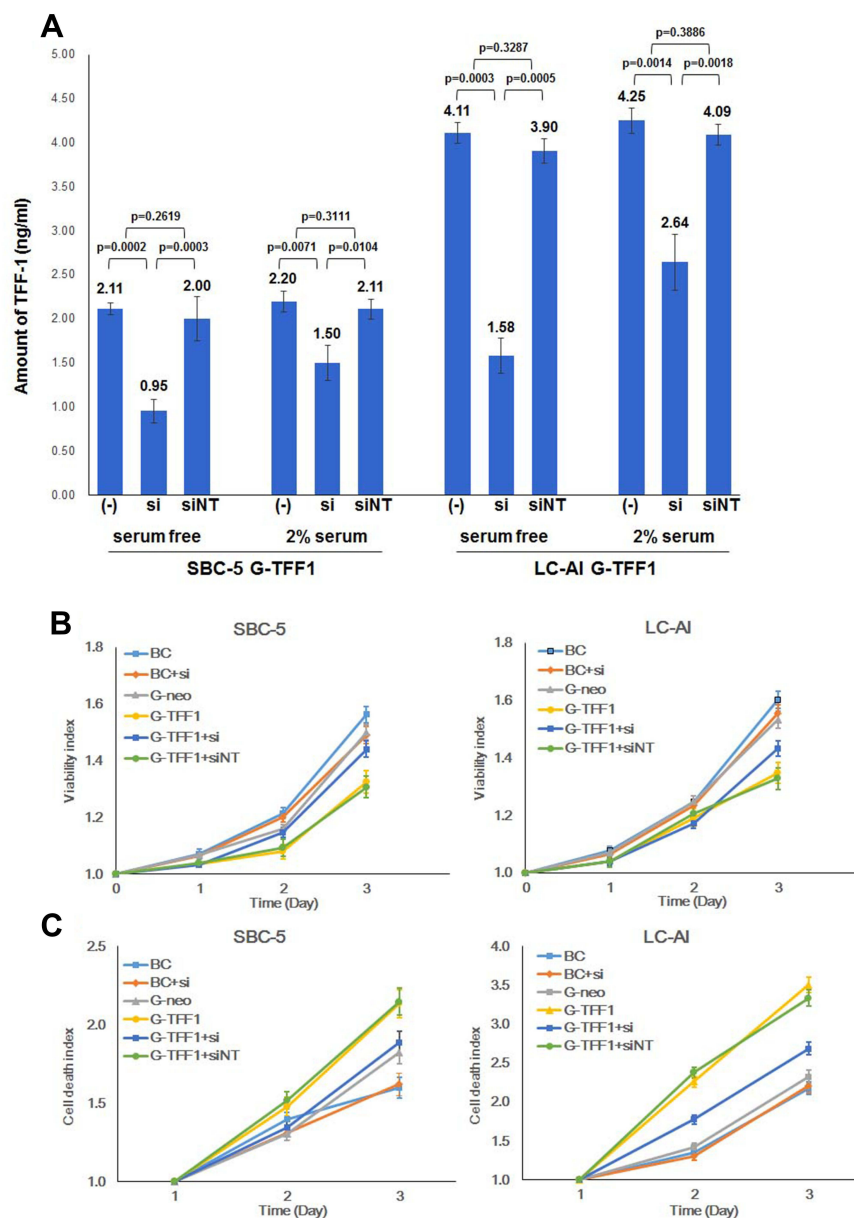 A
5.00
4.50
4.00
3.50
3.00
2.50
2.00
1.50
1.00
0.50
0.00
Amount of TFF-1 (ng/ml)
p=0.2619
p=0.0002
p=0.0003
2.11
0.95
2.00
p=0.3111
p=0.0071
p=0.0104
2.20
1.50
2.11
p=0.3287
p=0.0003
p=0.0005
4.11
1.58
3.90
p=0.3886
p=0.0014
p=0.0018
4.25
2.64
4.09
(-) si siNT (-) si siNT (-) si siNT (-) si siNT
serum free 2% serum serum free 2% serum
SBC-5 G-TFF1 LC-AI G-TFF1
B
SBC-5
1.8
1.6
1.4
1.2
1.0
Viability index
BC
BC+si
G-neo
G-TFF1
G-TFF1+si
G-TFF1+siNT
0 1 2 3
Time (Day)
LC-AI
1.8
1.6
1.4
1.2
1.0
Viability index
BC
BC+si
G-neo
G-TFF1
G-TFF1+si
G-TFF1+siNT
0 1 2 3
Time (Day)
C
SBC-5
2.5
2.0
1.5
1.0
Cell death index
BC
BC+si
G-neo
G-TFF1
G-TFF1+si
G-TFF1+siNT
1 2 3
Time (Day)
LC-AI
4.0
3.5
3.0
2.5
2.0
1.5
1.0
Cell death index
BC
BC+si
G-neo
G-TFF1
G-TFF1+si
G-TFF1+siNT
1 2 3
Time (Day)